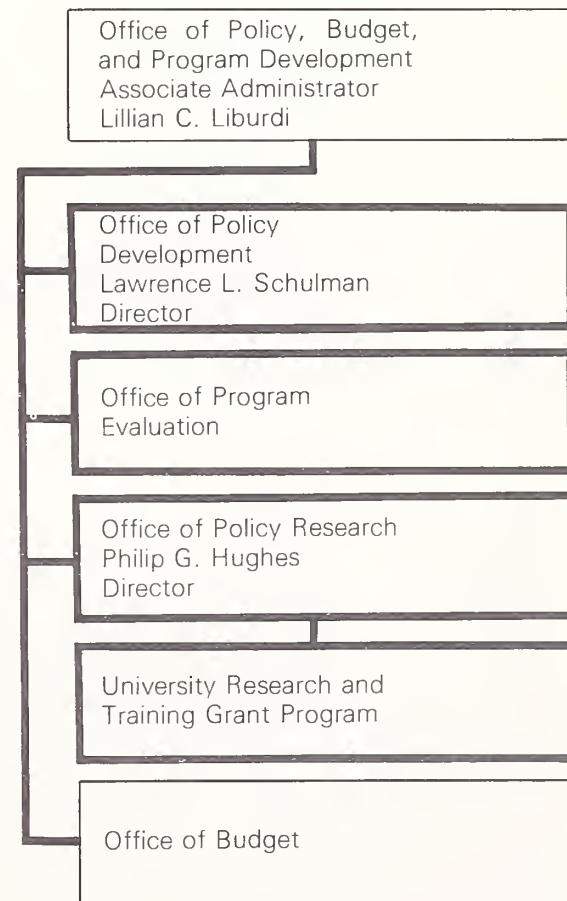 Office of Policy, Budget,
and Program Development
Associate Administrator
Lillian C. Liburdi
Office of Policy
Development
Lawrence L. Schulman
Director
Office of Program
Evaluation
Office of Policy Research
Philip G. Hughes
Director
University Research and
Training Grant Program
Office of Budget